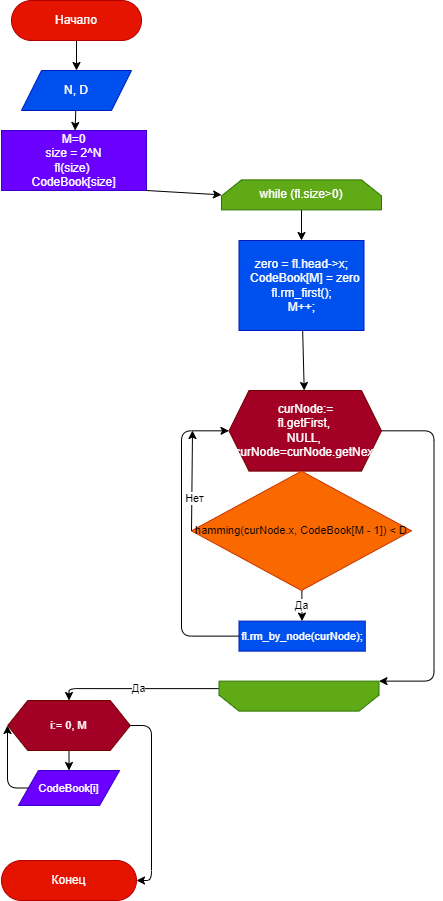 Начало
N, D
M=0
size = 2^N
fl(size)
CodeBook[size]
while (fl.size>0)
zero = fl.head->x;
CodeBook[M] = zero
fl.rm_first();
M++;
curNode:=
fl.getFirst,
NULL,
curNode=curNode.getNex
Нет
hamming(curNode.x, CodeBook[M - 1]) < D
Да
fl.rm_by_node(curNode);
Да
i:= 0, M
CodeBook[i]
Конец